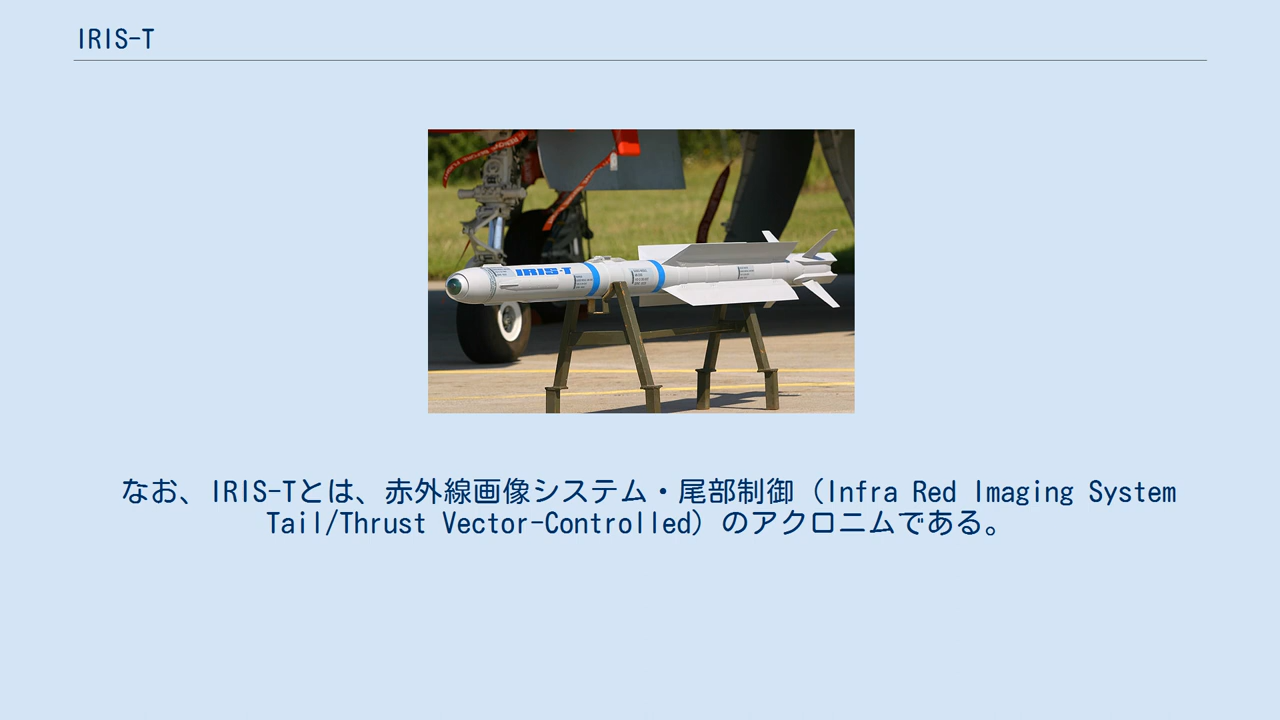 IRIS-T
IRIS-T
なお、IRIS-Tとは、赤外線画像システム・尾部制御（Infra Red Imaging System
Tail/Thrust Vector-Controlled）のアクロニムである。